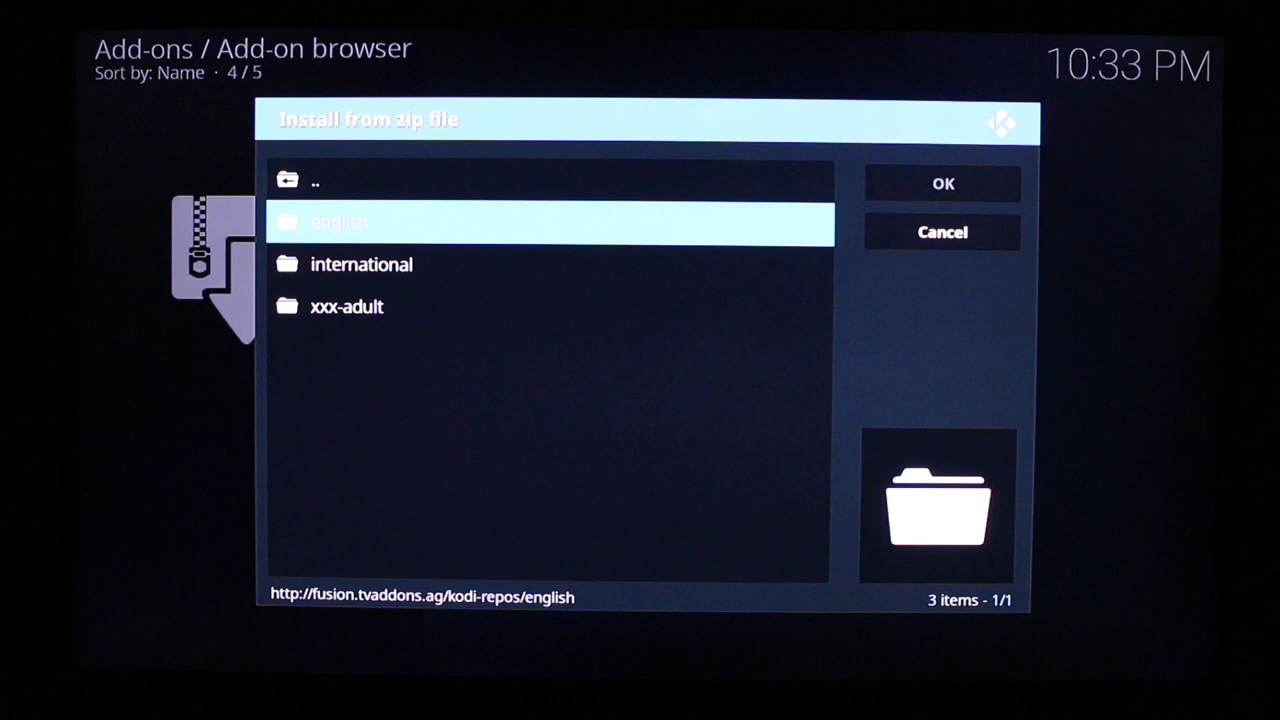 Add-ons / Add-on browser
Sort by: Name · 4 / 5
10:33 PM
Install from zip file
..
english
international
xxx-adult
OK
Cancel
http://fusion.tvaddons.ag/kodi-repos/english
3 items - 1/1